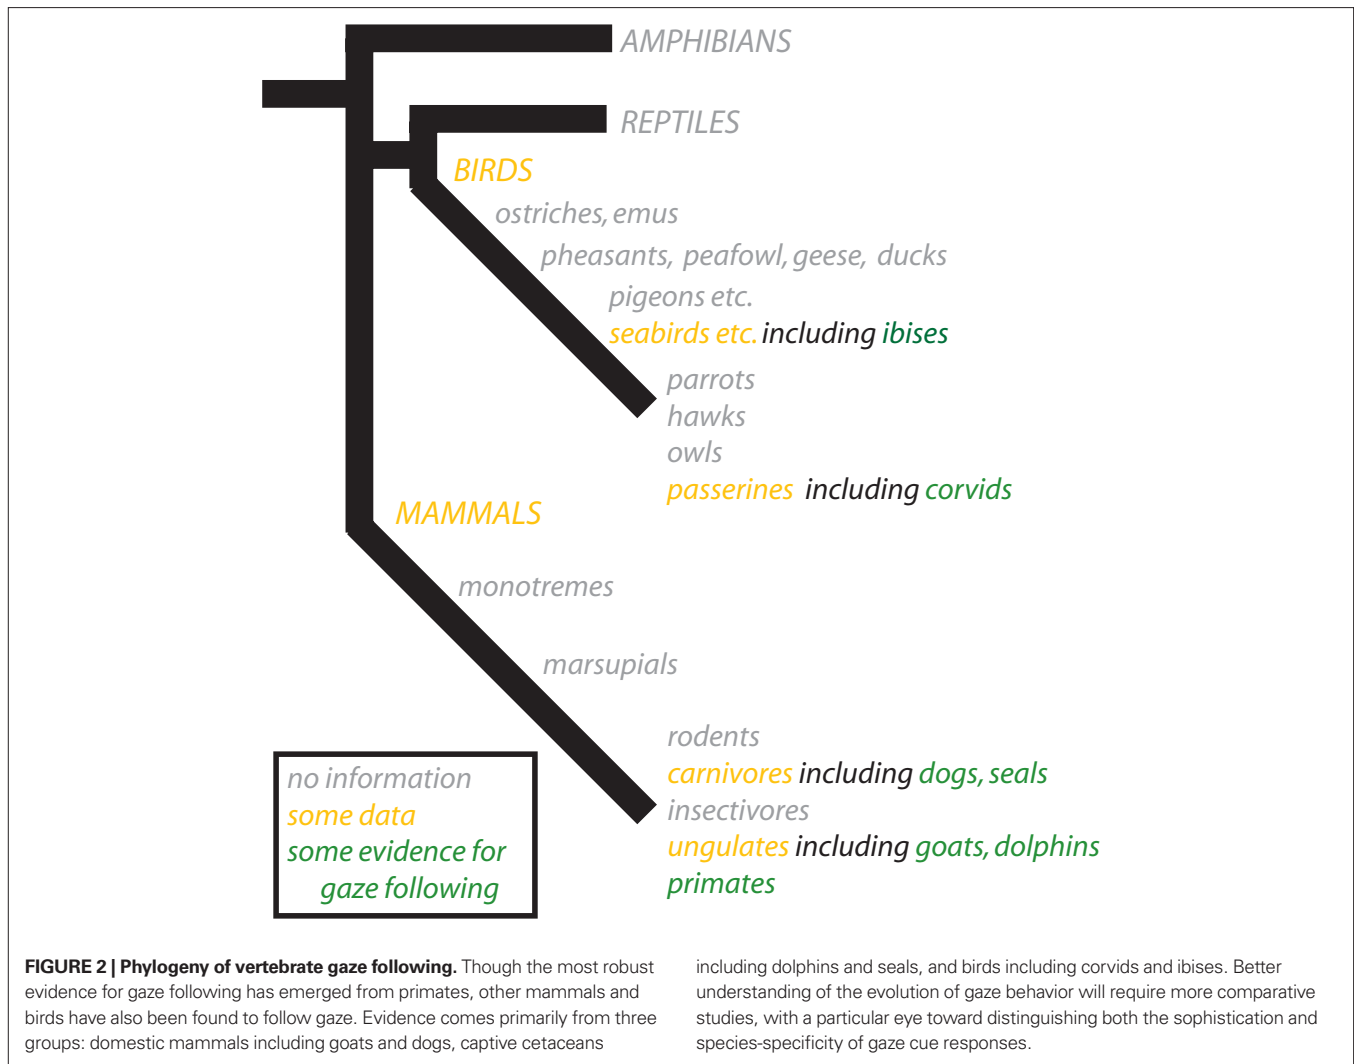 AMPHIBIANS
REPTILES
BIRDS
ostriches, emus
pheasants, peafowl, geese, ducks
pigeons etc.
seabirds etc. including ibises
parrots
hawks
owls
passerines including corvids
MAMMALS
monotremes
marsupials
rodents
carnivores including dogs, seals
insectivores
ungulates including goats, dolphins
primates
no information
some data
some evidence for
gaze following
FIGURE 2 | Phylogeny of vertebrate gaze following. Though the most robust
evidence for gaze following has emerged from primates, other mammals and
birds have also been found to follow gaze. Evidence comes primarily from three
groups: domestic mammals including goats and dogs, captive cetaceans
including dolphins and seals, and birds including corvids and ibises. Better
understanding of the evolution of gaze behavior will require more comparative
studies, with a particular eye toward distinguishing both the sophistication and
species-specificity of gaze cue responses.